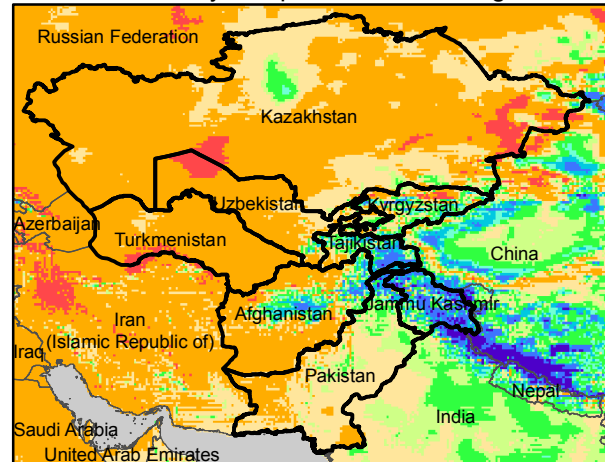 Russian Federation
Kazakhstan
Uzbekistan
Kyrgyzstan
Azerbaijan
Turkmenistan
Tajikistan
China
Jammu Kashmir
Afghanistan
Iran
(Islamic Republic of)
Iraq
Pakistan
Nepal
India
Saudi Arabia
United Arab Emirates